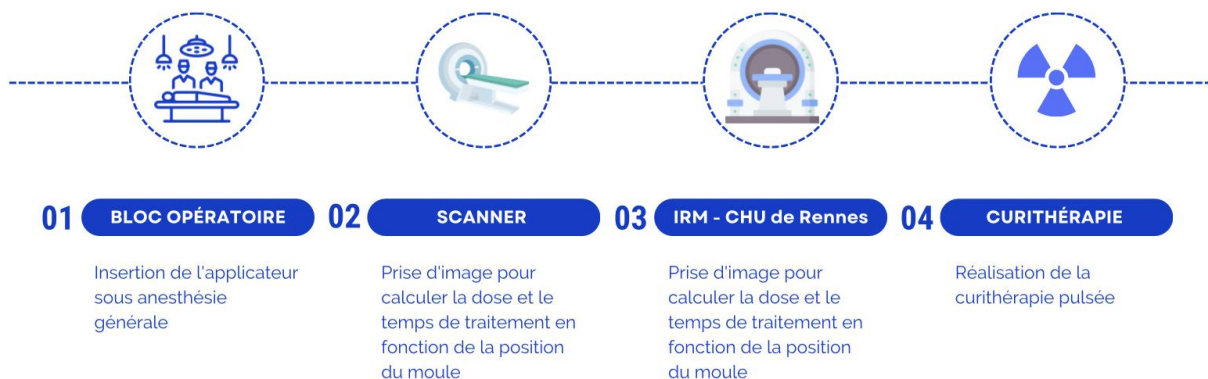 01 BLOC OPÉRATOIRE
Insertion de l'applicateur
sous anesthésie
générale
02 SCANNER
Prise d'image pour
calculer la dose et le
temps de traitement en
fonction de la position
du moule
03 IRM - CHU de Rennes
Prise d'image pour
calculer la dose et le
temps de traitement en
fonction de la position
du moule
04 CURITHÉRAPIE
Réalisation de la
curithérapie pulsée